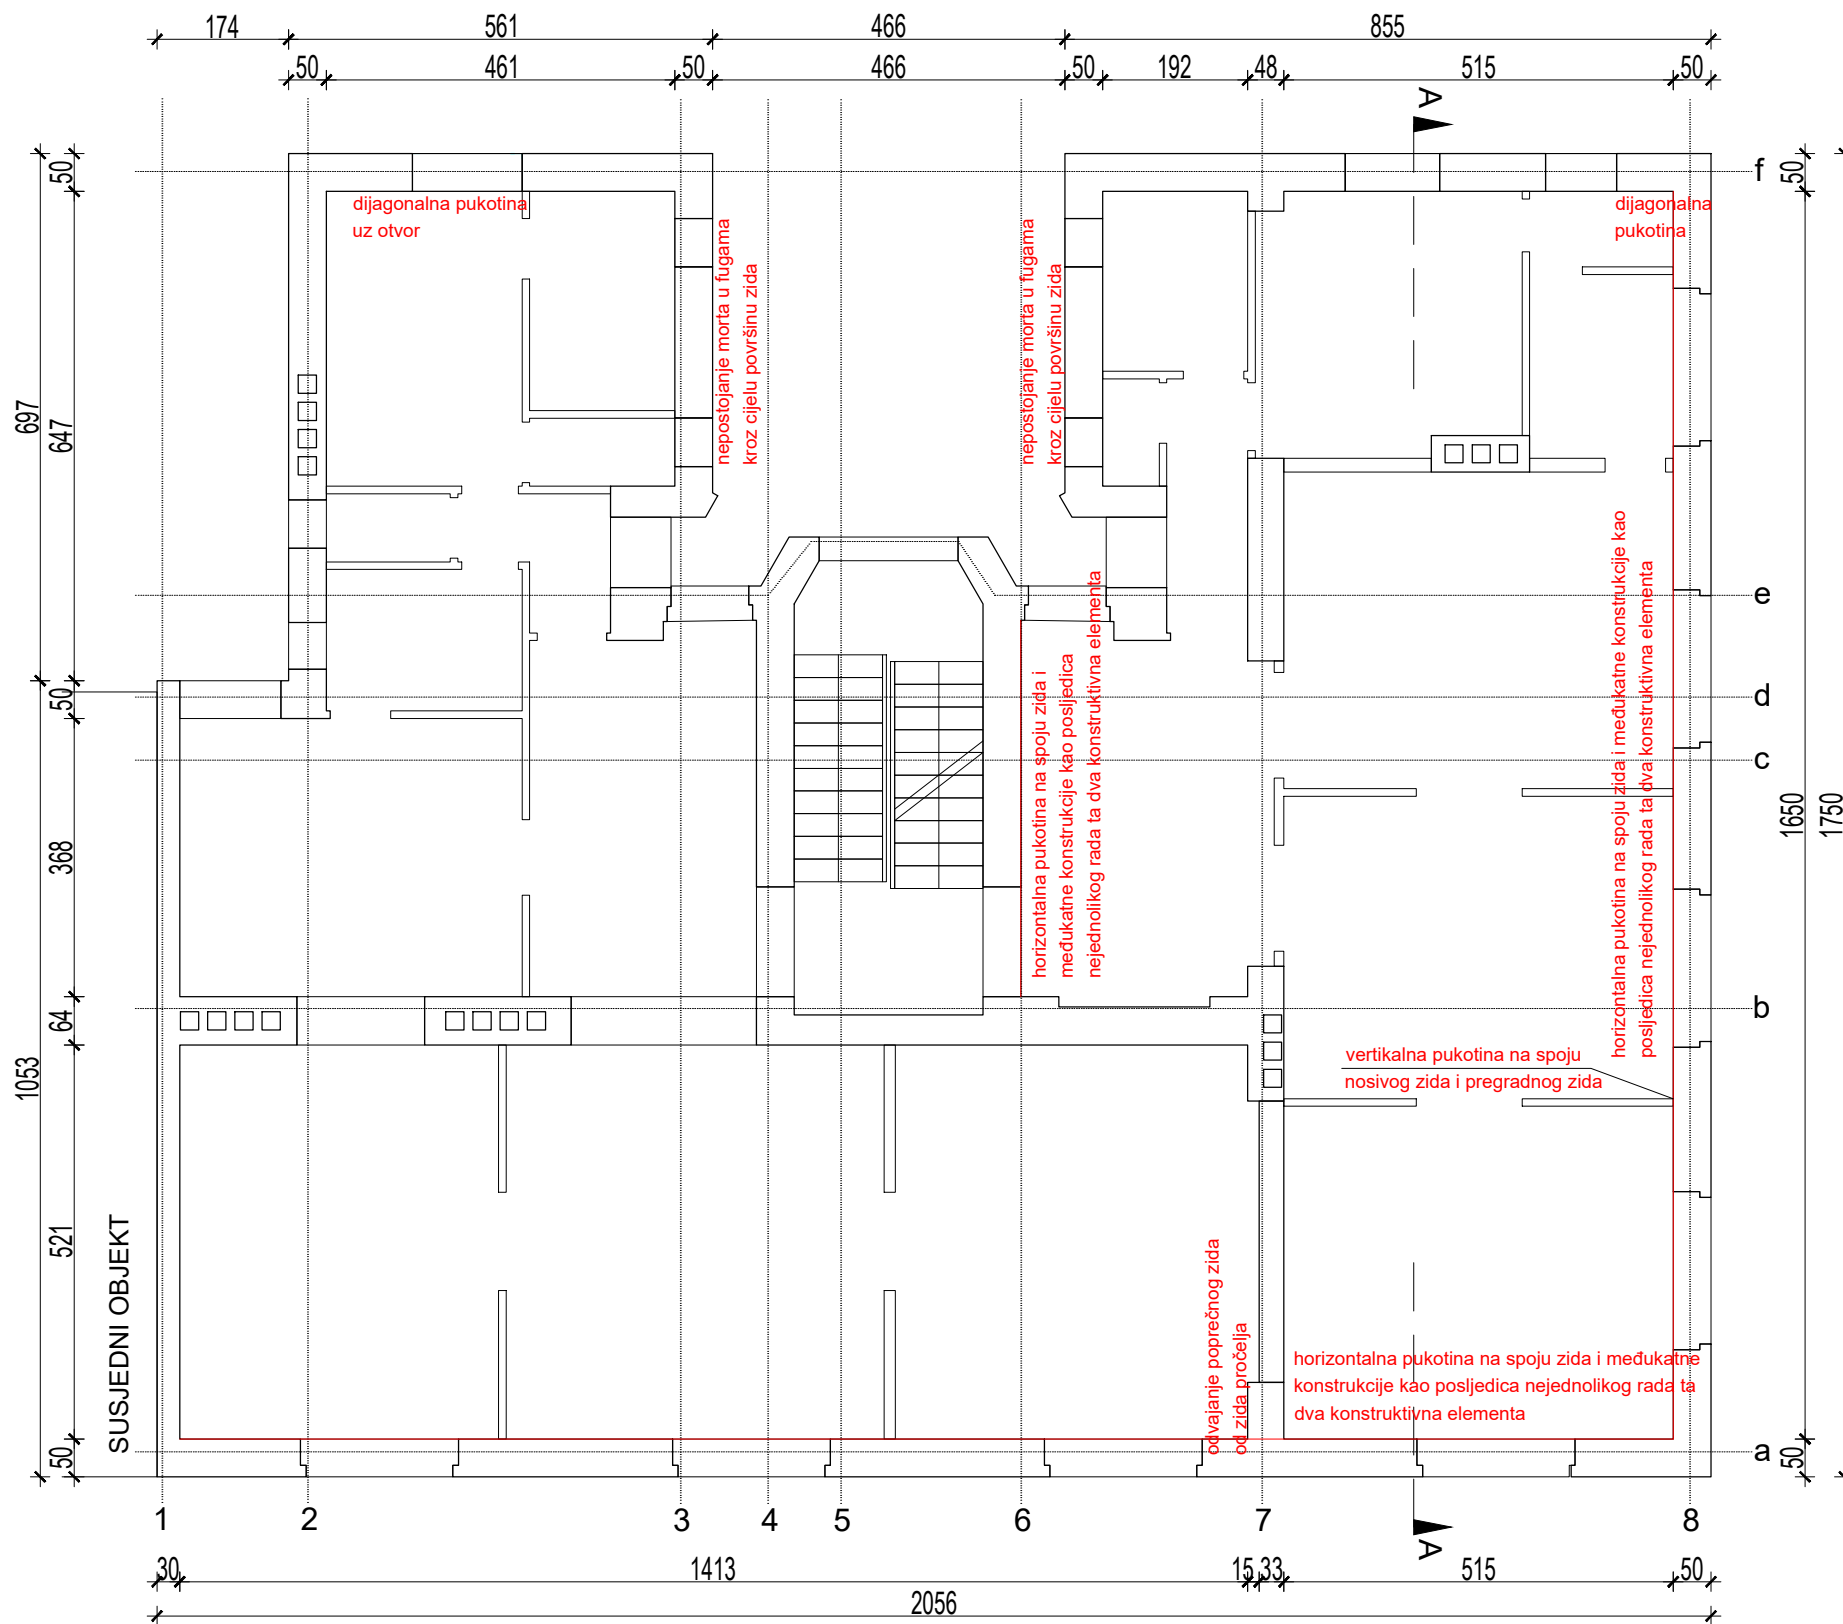 174 561 466 855
50 461 50 466 50 192 48 515 50
A
f
50
50
dijagonalna pukotina
uz otvor
dijagonalna
pukotina
nepostojanje morta u fugama
kroz cijelu površinu zida
nepostojanje morta u fugama
kroz cijelu površinu zida
697
647
horizontalna pukotina na spoju zida i međukatne konstrukcije kao
posljedica nejednolikog rada ta dva konstruktivna elementa
horizontalna pukotina na spoju zida i
međukatne konstrukcije kao posljedica
nejednolikog rada ta dva konstruktivna elementa
e
50
d
c
1650
1750
368
64
b
1053
vertikalna pukotina na spoju
nosivog zida i pregradnog zida
521
SUSJEDNI OBJEKT
odvajanje poprečnog zida
od zida pročelja
horizontalna pukotina na spoju zida i međukatne
konstrukcije kao posljedica nejednolikog rada ta
dva konstruktivna elementa
50
a
50
1 2 3 4 5 6 7 8
A
30 1413 15 33 515 50
2056